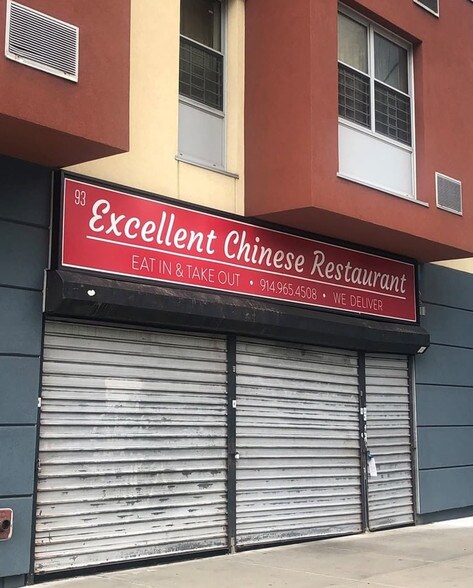 93
Excellent Chinese Restaurant
EAT IN & TAKE OUT • 914.965.4508 • WE DELIVER